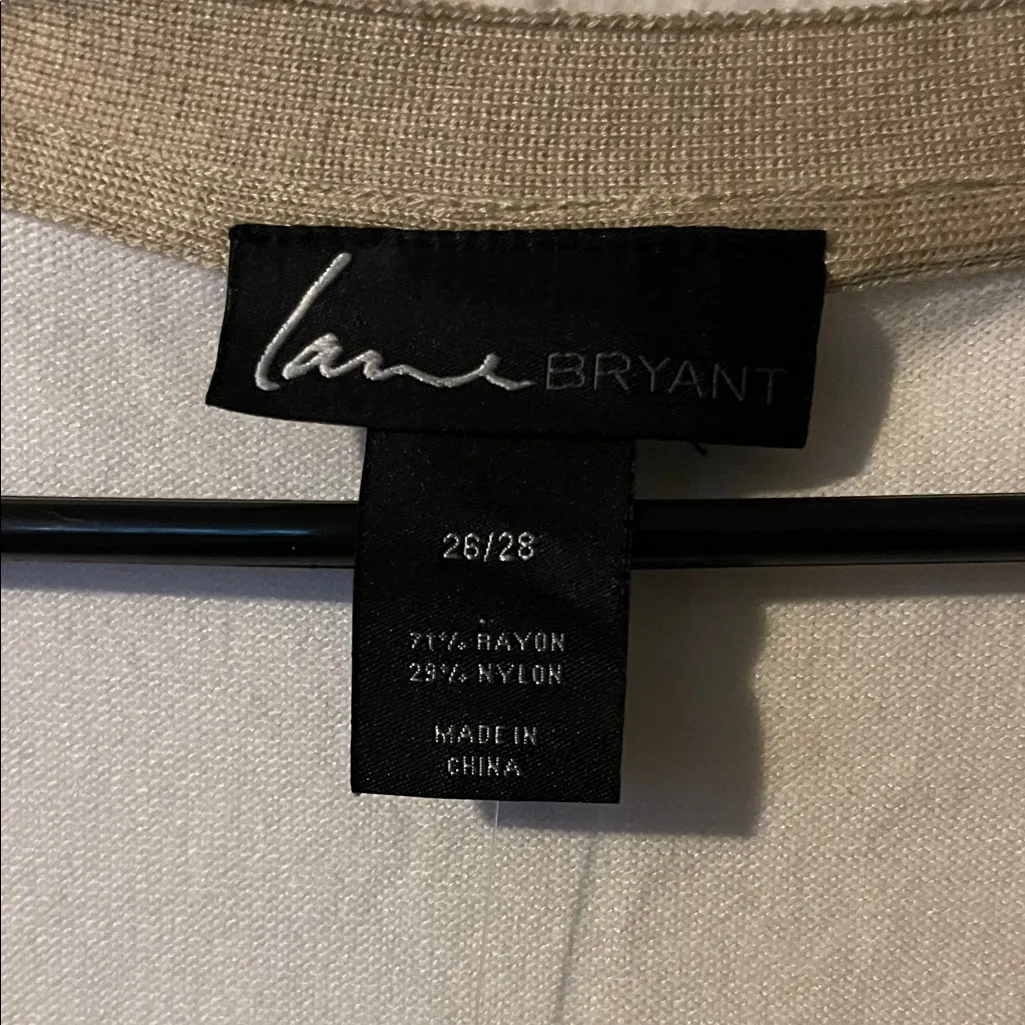 lane BRYANT
26/28
71% RAYON
29% NYLON
MADE IN
CHINA